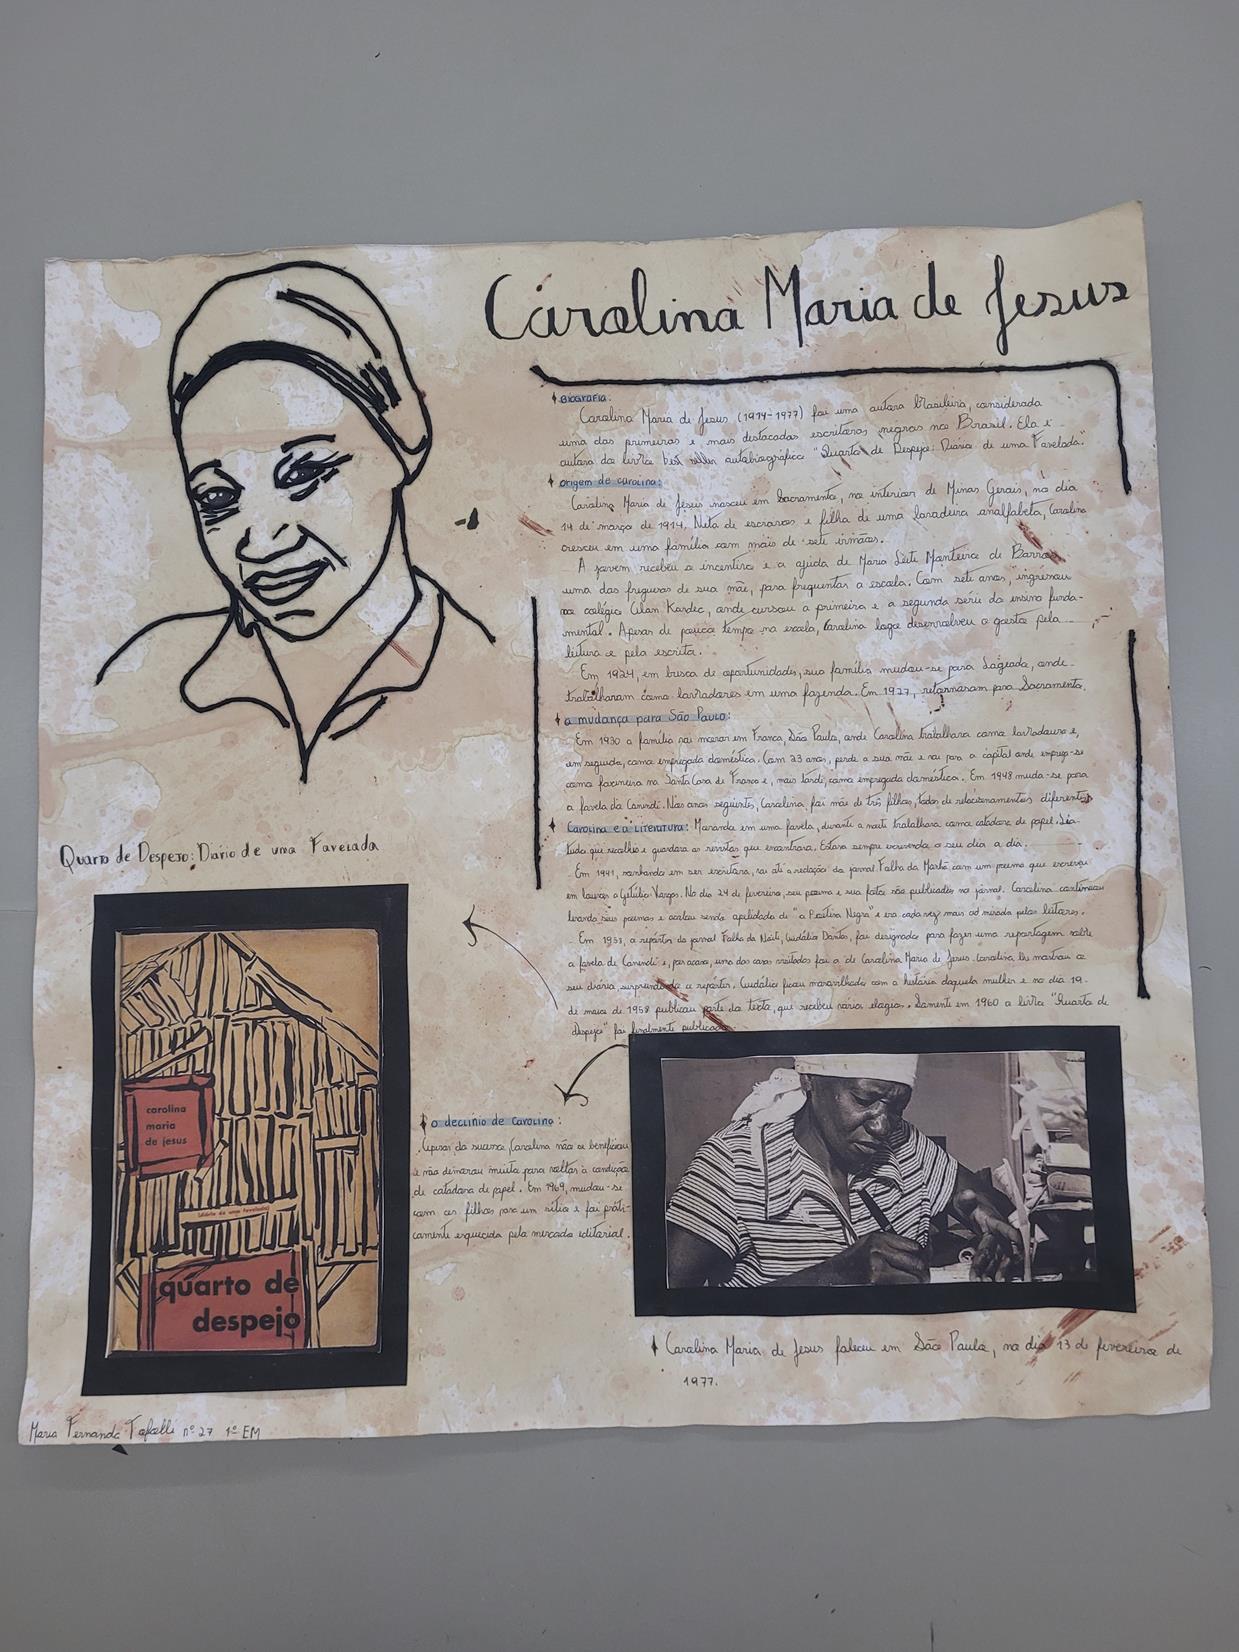 Carolina Maria de Jesus
Biografia:
Carolina Maria de Jesus (1914-1977) foi uma autora brasileira, considerada
uma das primeiras e mais destacadas escritoras negras no Brasil. Ela é
autora do livro best seller autobiográfico "Quarto de Despejo: Diário de uma Favelada."
origem de carolina:
Carolina Maria de Jesus nasceu em Sacramento, no interior de Minas Gerais, no dia
14 de março de 1914. Neta de escravos e filha de uma lavadeira analfabeta, Carolina
cresceu em uma família com mais de sete irmãos.
A jovem recebeu o incentivo e a ajuda de Maria Leite Monteiro de Barros
uma das freguesas de sua mãe, para frequentar a escola. Com sete anos, ingressou
no colégio Allan Kardec, onde cursou a primeira e a segunda série do ensino funda-
mental. Apesar de pouco tempo na escola, Carolina logo desenvolveu o gosto pela
leitura e pela escrita.
Em 1924, em busca de oportunidades, sua família mudou-se para Lageado, onde
trabalharam como lavradores em uma fazenda. Em 1927, retornaram para Sacramento.
a mudança para São Paulo:
Em 1930 a família vai morar em Franca, São Paulo, onde Carolina trabalhava como lavradora e,
em seguida, como empregada doméstica. Com 23 anos, perde a sua mãe e vai para a capital onde emprega-se
como faxineira na Santa Casa de Franca e, mais tarde, como empregada doméstica. Em 1948 muda-se para
a favela do Canindé. Nos anos seguintes, Carolina foi mãe de três filhos, todos de relacionamentos diferentes
Carolina e a Literatura: Morando em uma favela, durante a noite trabalhava como catadora de papel. Lia
tudo que recolhia e guardava as revistas que encontrava. Estava sempre escrevendo o seu dia a dia.
Em 1941, sonhando em ser escritora, vai até a redação do jornal Folha da Manhã com um poema que escreveu
em louvor a Getúlio Vargas. No dia 24 de fevereiro, seu poema e sua foto são publicados no jornal. Carolina continuou
levando seus poemas e acabou sendo apelidada de "a Poetisa Negra" e era cada vez mais admirada pelos leitores.
Em 1958, o repórter do jornal Folha da Noite, Audálio Dantas, foi designado para fazer uma reportagem sobre
a favela do Canindé e, por acaso, uma das casas visitadas foi a de Carolina Maria de Jesus. Carolina lhe mostrou o
seu diário, surpreendendo o repórter. Audálio ficou maravilhado com a história daquela mulher e no dia 19
de maio de 1958 publicou parte do texto, que recebeu vários elogios. Somente em 1960 o livro "Quarto de
Despejo" foi finalmente publicado
Quarto de Despejo: Diário de uma Favelada
carolina
maria
de jesus
(diário de uma favelada)
quarto de
despejo
o declínio de Carolina:
Apesar do sucesso, Carolina não se beneficiou
e não demorou muito para voltar à condição
de catadora de papel. Em 1969, mudou-se
com os filhos para um sítio e foi prati-
camente esquecida pelo mercado editorial.
Carolina Maria de Jesus faleceu em São Paulo, no dia 13 de fevereiro de
1977.
Maria Fernanda nº 27 1º EM